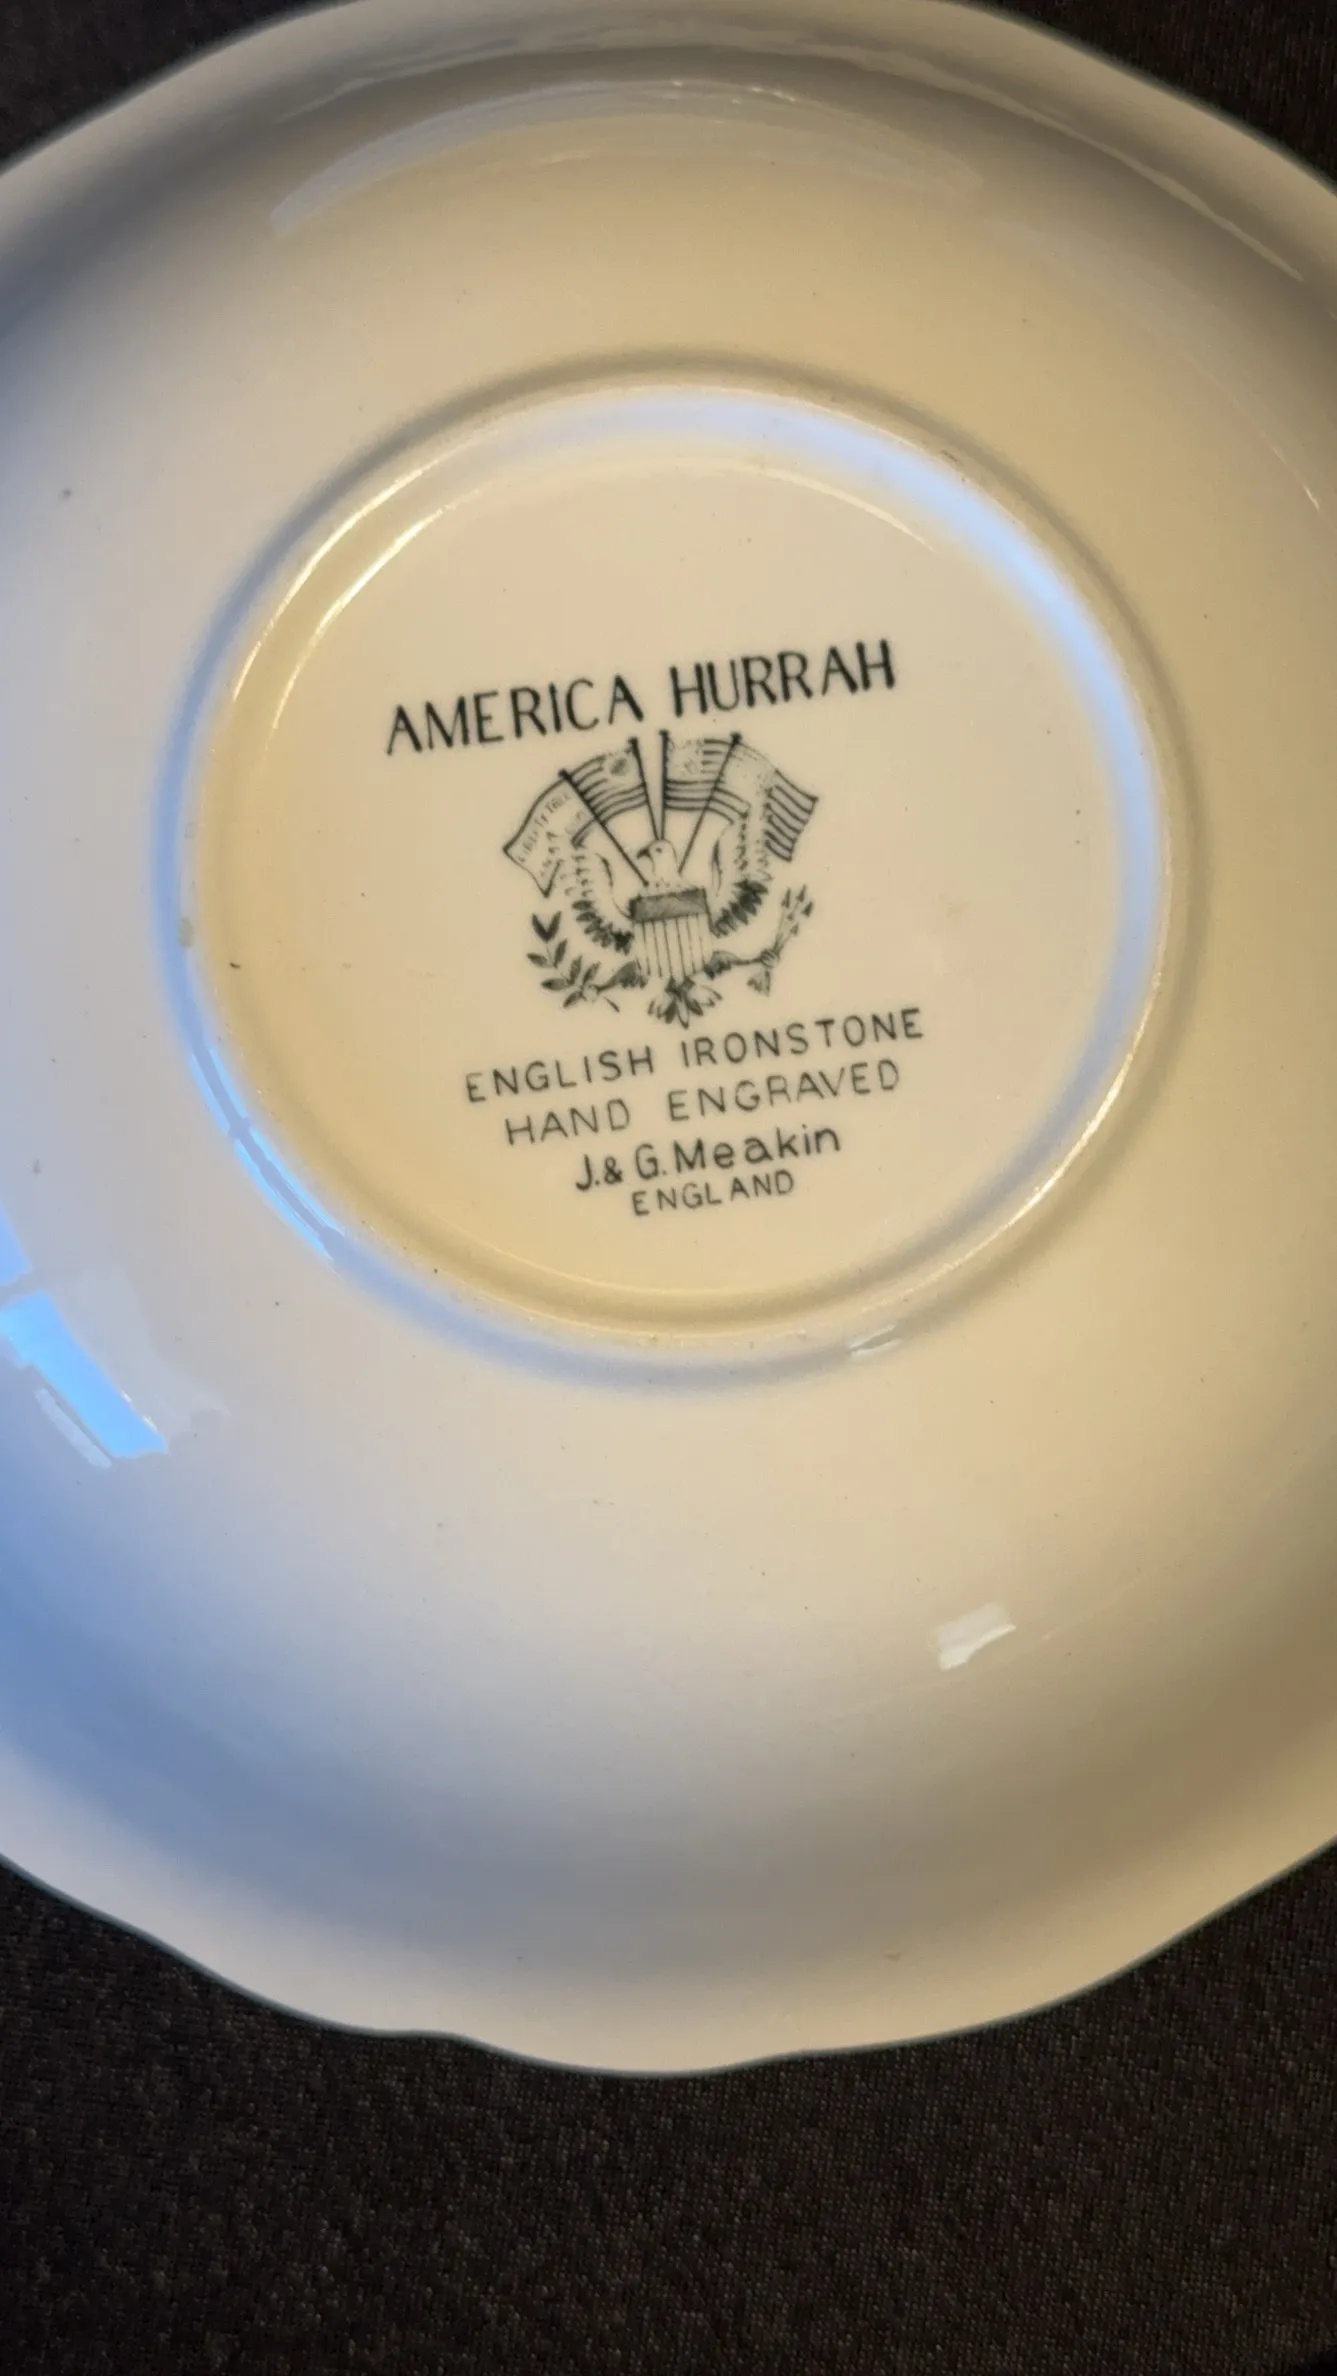 AMERICA HURRAH
ENGLISH IRONSTONE
HAND ENGRAVED
J.& G.Meakin
ENGLAND